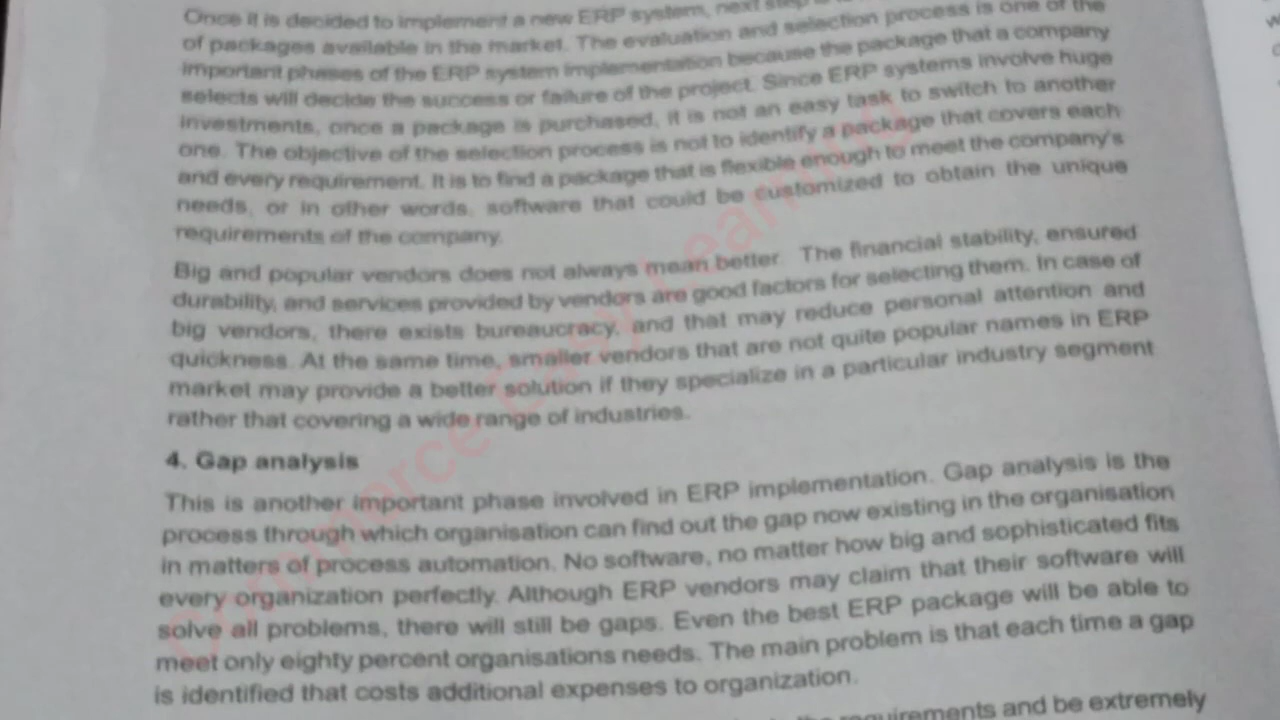 Once it is decided to implement a new ERP system, next step
of packages available in the market. The evaluation and selection process is one of the
important phases of the ERP system implementation because the package that a company
selects will decide the success or failure of the project. Since ERP systems involve huge
investments, once a package is purchased, it is not an easy task to switch to another
one. The objective of the selection process is not to identify a package that covers each
and every requirement. It is to find a package that is flexible enough to meet the company's
needs, or in other words, software that could be customized to obtain the unique
requirements of the company.
Big and popular vendors does not always mean better. The financial stability, ensured
durability, and services provided by vendors are good factors for selecting them. In case of
big vendors, there exists bureaucracy, and that may reduce personal attention and
quickness. At the same time, smaller vendors that are not quite popular names in ERP
market may provide a better solution if they specialize in a particular industry segment
rather that covering a wide range of industries.
4. Gap analysis
This is another important phase involved in ERP implementation. Gap analysis is the
process through which organisation can find out the gap now existing in the organisation
in matters of process automation. No software, no matter how big and sophisticated fits
every organization perfectly. Although ERP vendors may claim that their software will
solve all problems, there will still be gaps. Even the best ERP package will be able to
meet only eighty percent organisations needs. The main problem is that each time a gap
is identified that costs additional expenses to organization.
requirements and be extremely
Commerce Easy Learning